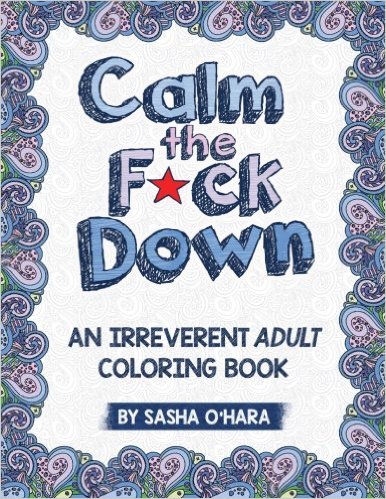 Calm
the
F★ck
Down
AN IRREVERENT ADULT
COLORING BOOK
BY SASHA O'HARA